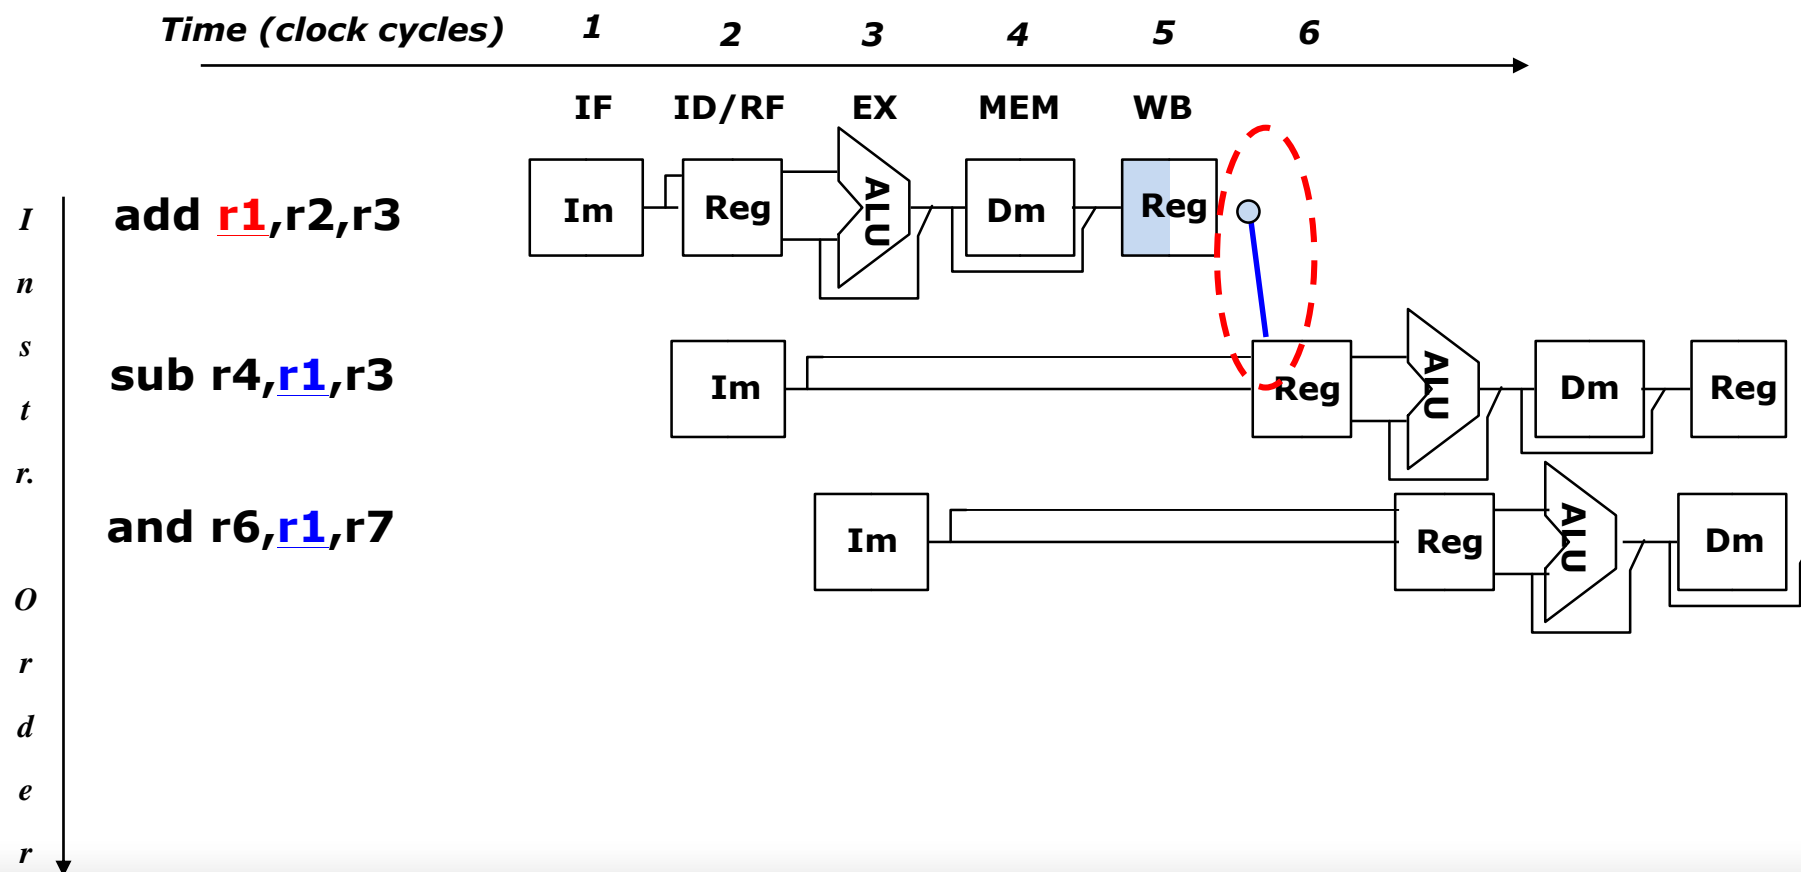 Time (clock cycles) 1 2 3 4 5 6
IF ID/RF EX MEM WB
add r1,r2,r3 Im Reg ALU Dm Reg
sub r4,r1,r3 Im Reg ALU Dm Reg
and r6,r1,r7 Im Reg ALU Dm
I
n
s
t
r.
O
r
d
e
r